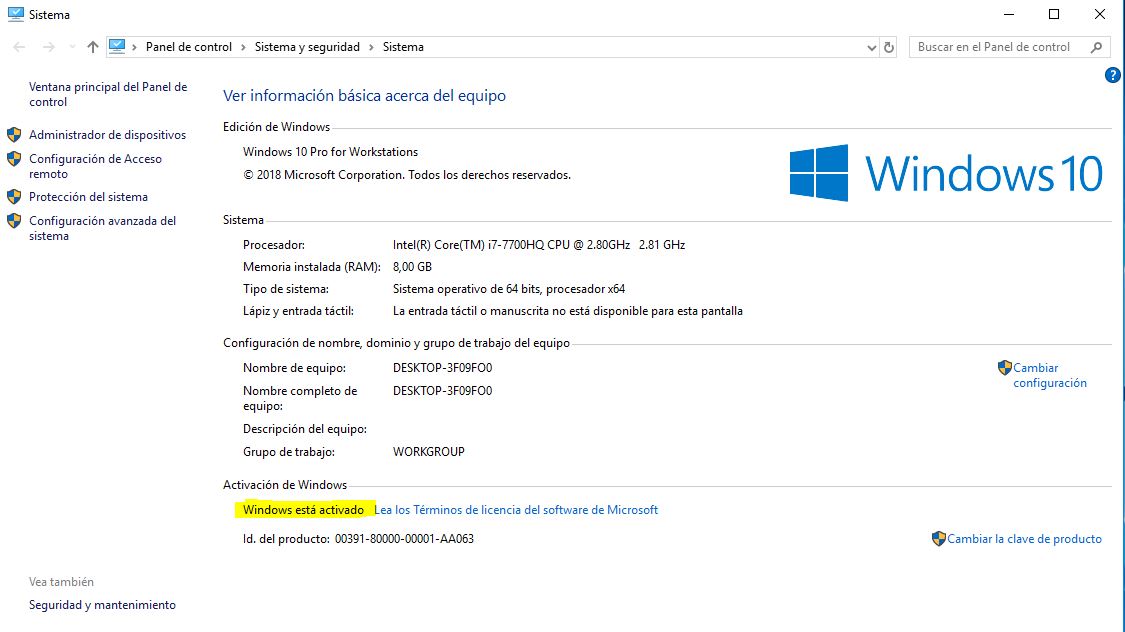 Sistema
Panel de control > Sistema y seguridad > Sistema
Buscar en el Panel de control
?
Ventana principal del Panel de
control
Administrador de dispositivos
Configuración de Acceso
remoto
Protección del sistema
Configuración avanzada del
sistema
Vea también
Seguridad y mantenimiento
Ver información básica acerca del equipo
Edición de Windows
Windows 10 Pro for Workstations
© 2018 Microsoft Corporation. Todos los derechos reservados.
Windows 10
Sistema
Procesador: Intel(R) Core(TM) i7-7700HQ CPU @ 2.80GHz 2.81 GHz
Memoria instalada (RAM): 8,00 GB
Tipo de sistema: Sistema operativo de 64 bits, procesador x64
Lápiz y entrada táctil: La entrada táctil o manuscrita no está disponible para esta pantalla
Configuración de nombre, dominio y grupo de trabajo del equipo
Nombre de equipo: DESKTOP-3F09FO0
Cambiar
configuración
Nombre completo de
equipo: DESKTOP-3F09FO0
Descripción del equipo:
Grupo de trabajo: WORKGROUP
Activación de Windows
Windows está activado Lea los Términos de licencia del software de Microsoft
Id. del producto: 00391-80000-00001-AA063
Cambiar la clave de producto